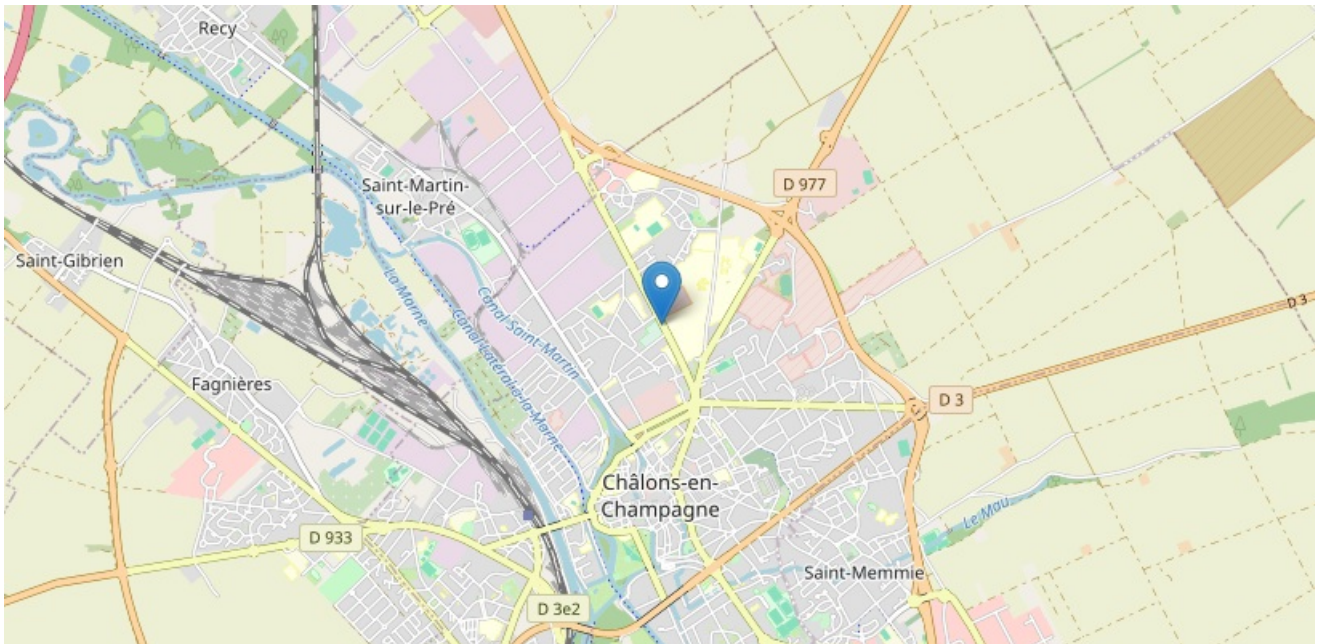 Recy
Saint-Martin-
sur-le-Pré
D 977
Saint-Gibrien
La Marne
Canal Saint-Martin
Canal Latéral à la Marne
D 3
Fagnières
D 3
Châlons-en-
Champagne
Le Mau
D 933
Saint-Memmie
D 3e2